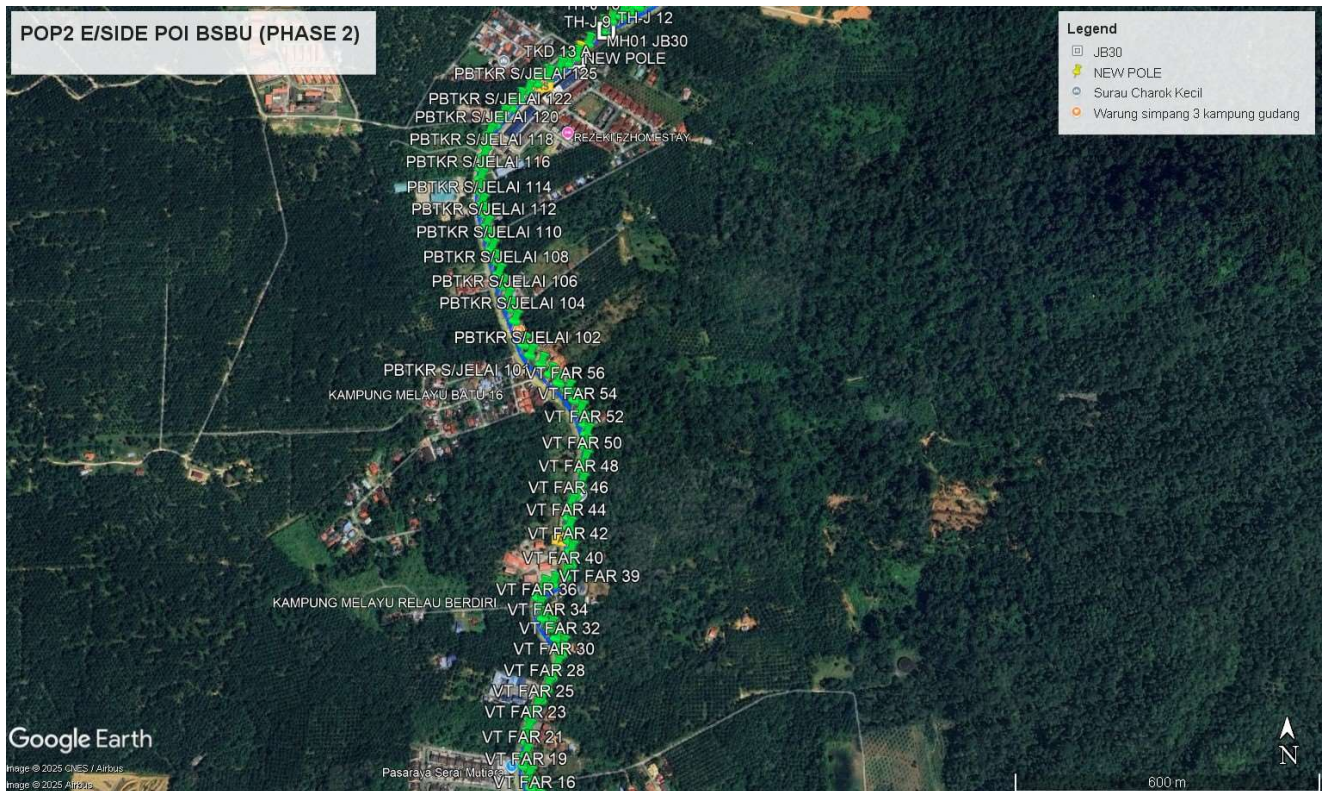 POP2 E/SIDE POI BSBU (PHASE 2)
Legend
JB30
NEW POLE
Surau Charok Kecil
Warung simpang 3 kampung gudang
TH-J 12
TH-J 9
MH01 JB30
TKD 13 A
NEW POLE
PBTKR S/JELAI 125
PBTKR S/JELAI 122
PBTKR S/JELAI 120
PBTKR S/JELAI 118
REZEKI EZHOMESTAY
PBTKR S/JELAI 116
PBTKR S/JELAI 114
PBTKR S/JELAI 112
PBTKR S/JELAI 110
PBTKR S/JELAI 108
PBTKR S/JELAI 106
PBTKR S/JELAI 104
PBTKR S/JELAI 102
PBTKR S/JELAI 101
VT FAR 56
KAMPUNG MELAYU BATU 16
VT FAR 54
VT FAR 52
VT FAR 50
VT FAR 48
VT FAR 46
VT FAR 44
VT FAR 42
VT FAR 40
VT FAR 39
VT FAR 36
KAMPUNG MELAYU RELAU BERDIRI
VT FAR 34
VT FAR 32
VT FAR 30
VT FAR 28
VT FAR 25
VT FAR 23
VT FAR 21
VT FAR 19
Pasaraya Serai Mutiara
VT FAR 16
Google Earth
Image © 2025 CNES / Airbus
Image © 2025 Airbus
N
600 m